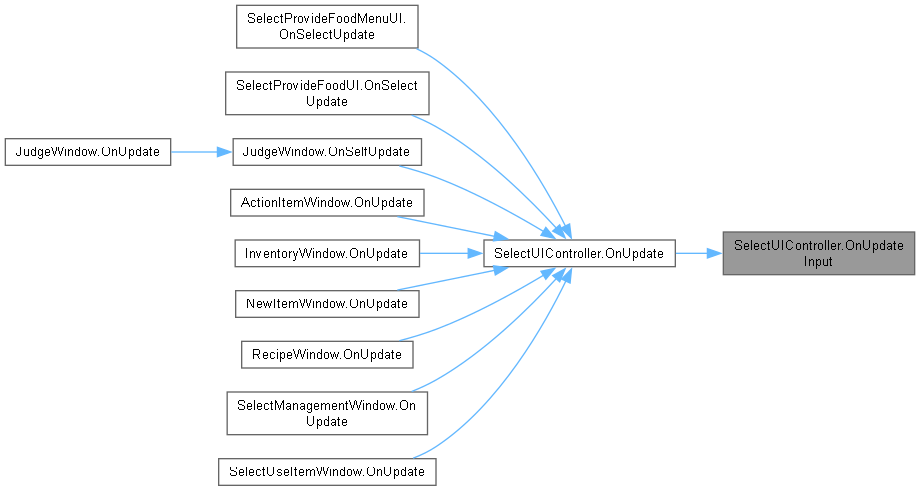 SelectProvideFoodMenuUI.
OnSelectUpdate
SelectProvideFoodUI.OnSelect
Update
JudgeWindow.OnUpdate
JudgeWindow.OnSelfUpdate
ActionItemWindow.OnUpdate
InventoryWindow.OnUpdate
SelectUIController.OnUpdate
SelectUIController.OnUpdate
Input
NewItemWindow.OnUpdate
RecipeWindow.OnUpdate
SelectManagementWindow.On
Update
SelectUseItemWindow.OnUpdate